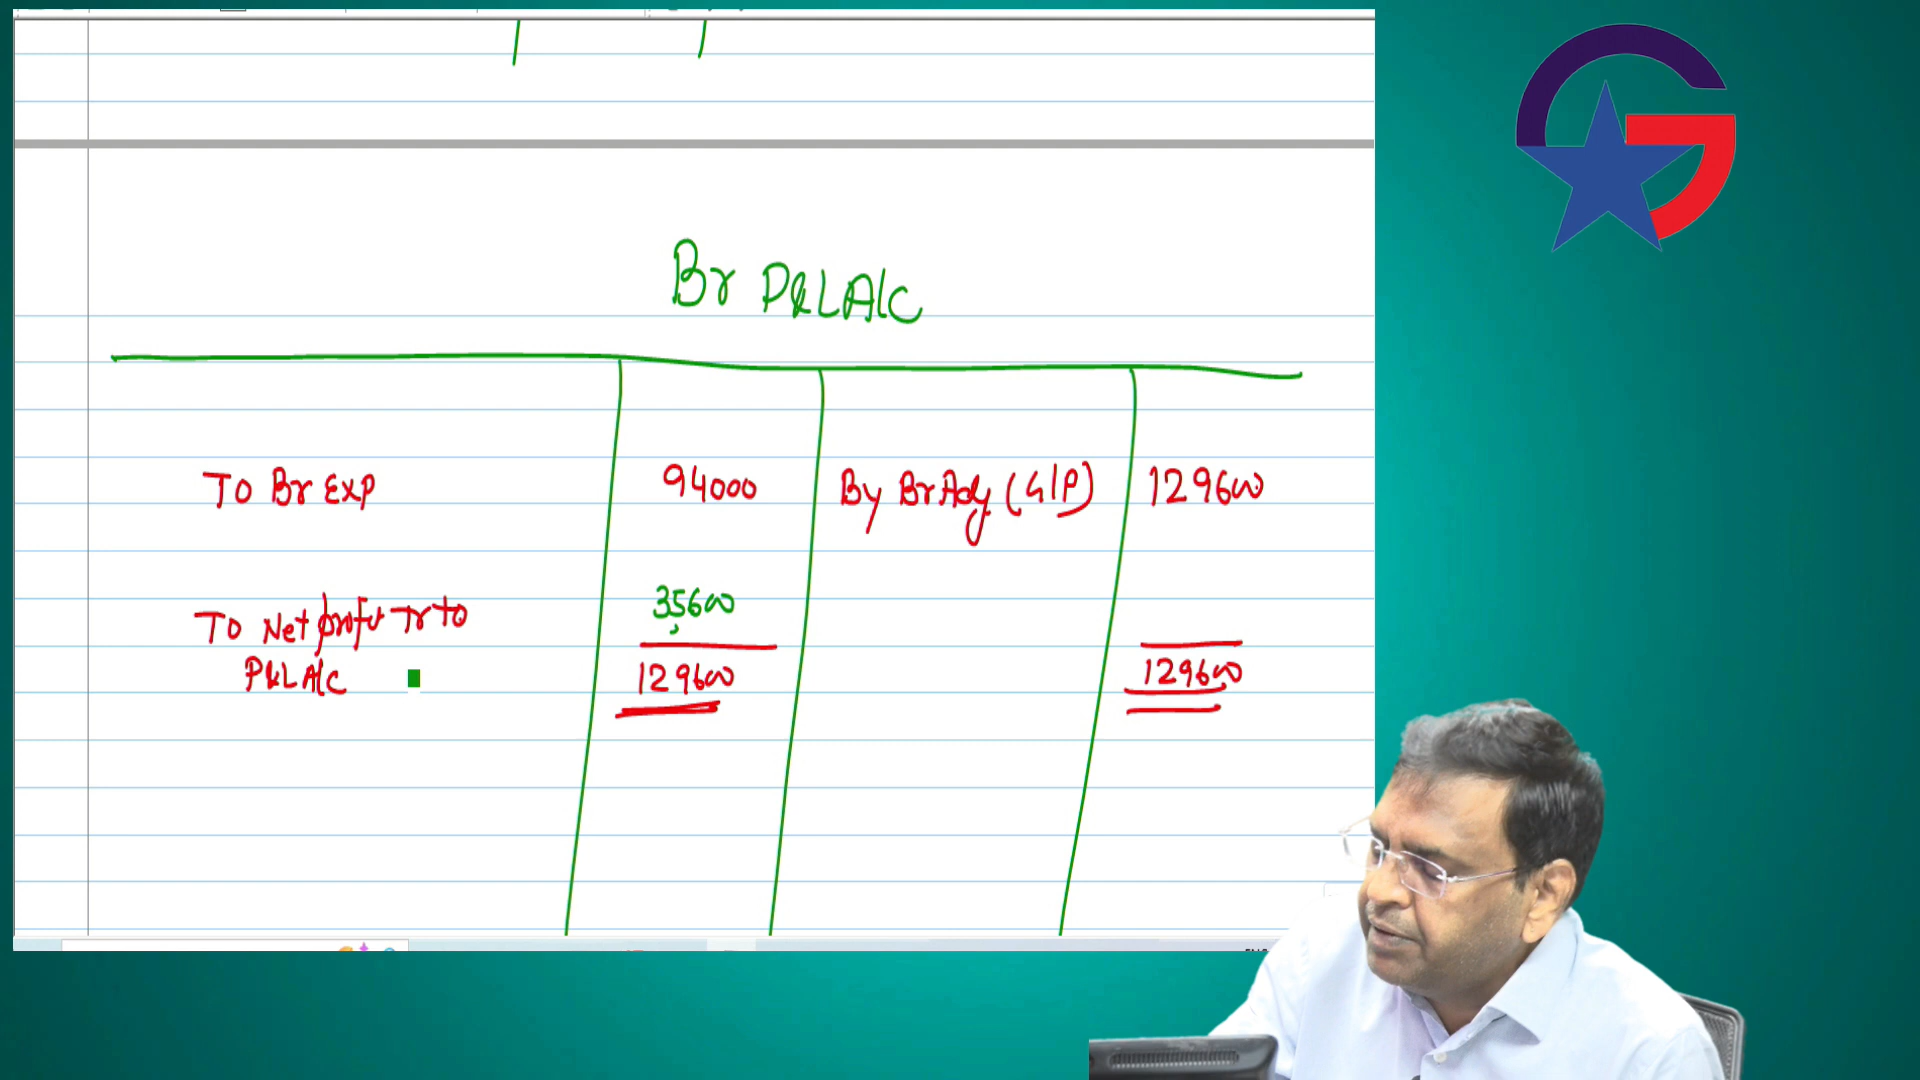 Br P&L A/C
To Br Exp 94000 By Br Adj (G/P) 129600
To Net profit Tr to 35600
P&L A/C 129600 129600